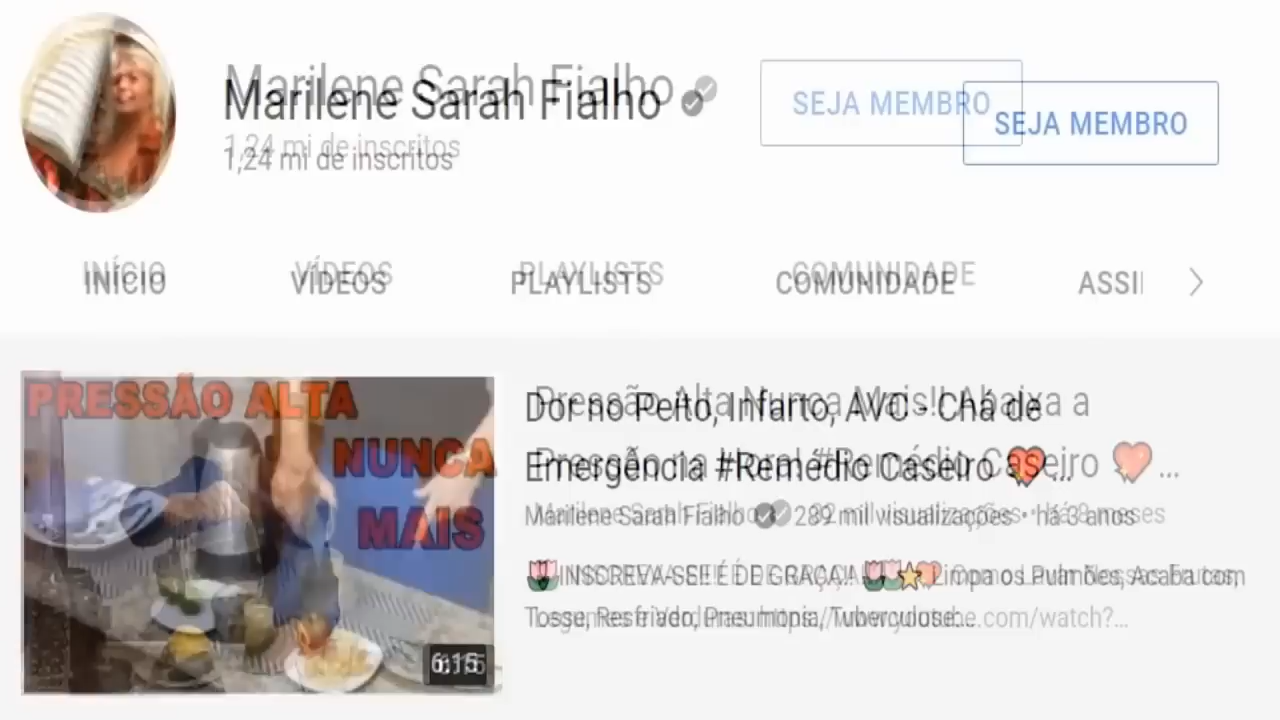 Marilene Sarah Fialho
1,24 mi de inscritos
SEJA MEMBRO
SEJA MEMBRO
INÍCIO VÍDEOS PLAYLISTS COMUNIDADE ASSI
PRESSÃO ALTA
NUNCA
MAIS
6:15
Dor no Peito, Infarto, AVC - Chá de
Emergência #Remédio Caseiro ❤️ ...
Marilene Sarah Fialho 289 mil visualizações • há 3 anos
🌷INSCREVA-SE!! É DE GRAÇA!! 🌷 Limpa os Pulmões, Acaba com
Tosse, Resfriado, Pneumonia, Tuberculose...